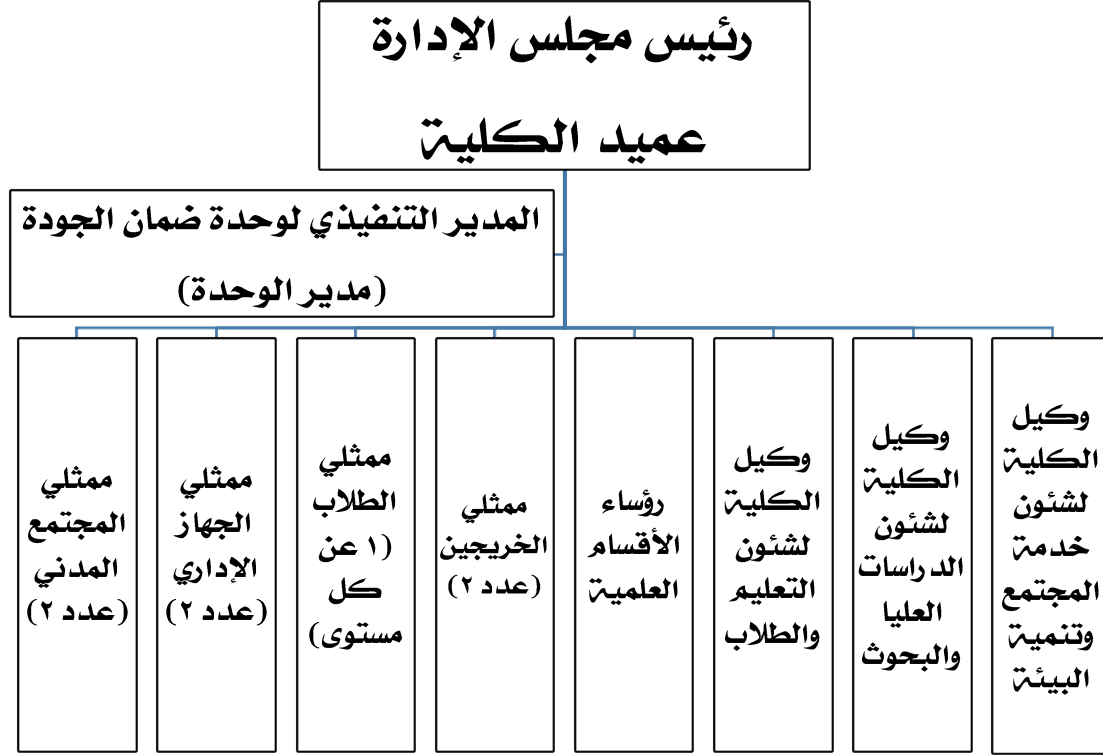 رئيس مجلس الإدارة
عميد الكلية
المدير التنفيذي لوحدة ضمان الجودة
(مدير الوحدة)
وكيل
الكلية
لشئون
خدمة
المجتمع
وتنمية
البيئة
وكيل
الكلية
لشئون
الدراسات
العليا
والبحوث
وكيل
الكلية
لشئون
التعليم
والطلاب
رؤساء
الأقسام
العلمية
ممثلي
الخريجين
(عدد ٢)
ممثلي
الطلاب
(١ عن
كل
مستوى)
ممثلي
الجهاز
الإداري
(عدد ٢)
ممثلي
المجتمع
المدني
(عدد ٢)